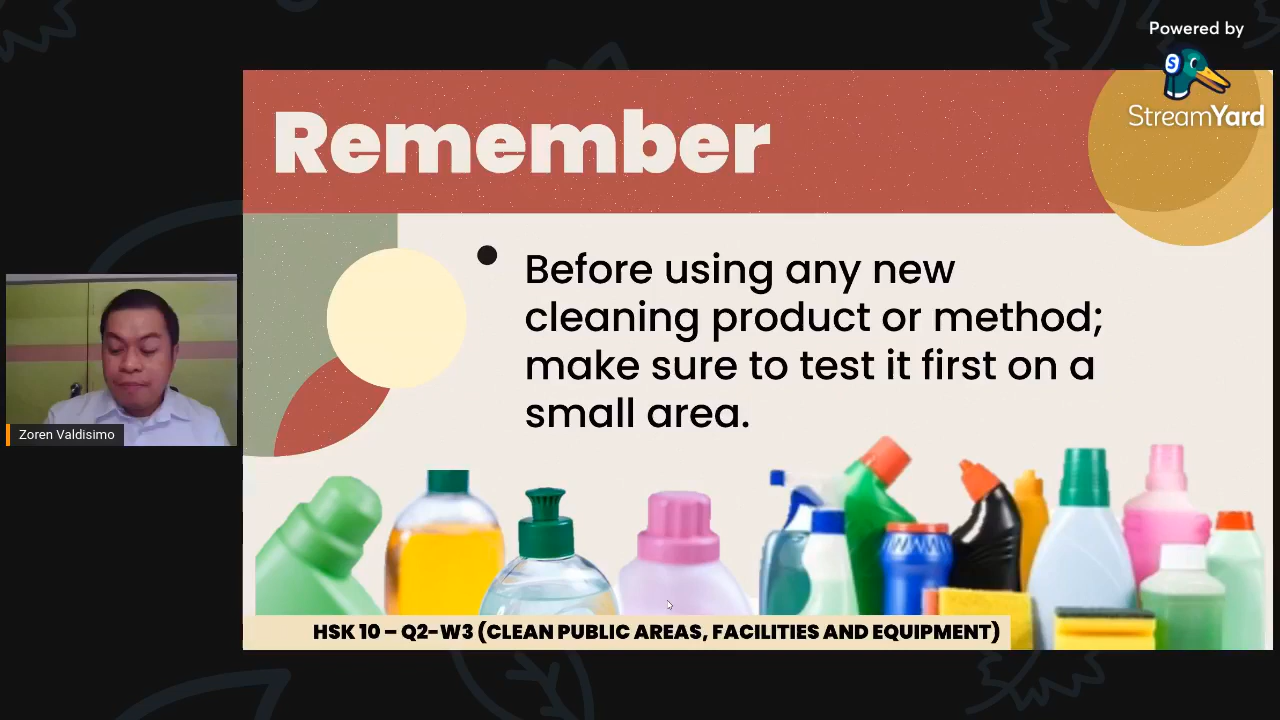 Powered by
StreamYard
Remember
Before using any new
cleaning product or method;
make sure to test it first on a
small area.
Zoren Valdisimo
HSK 10 – Q2-W3 (CLEAN PUBLIC AREAS, FACILITIES AND EQUIPMENT)